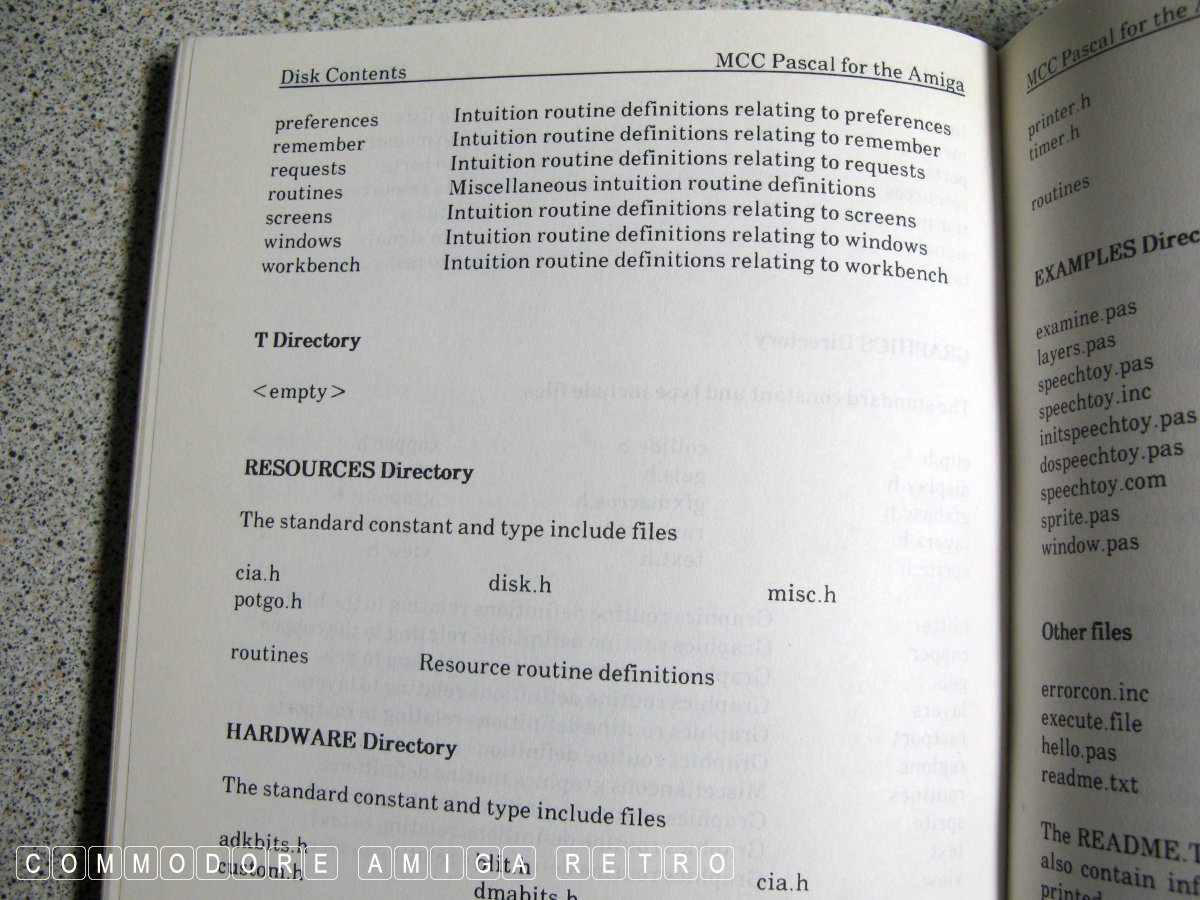 Disk Contents MCC Pascal for the Amiga
preferences Intuition routine definitions relating to preferences
remember Intuition routine definitions relating to remember
requests Intuition routine definitions relating to requests
routines Miscellaneous intuition routine definitions
screens Intuition routine definitions relating to screens
windows Intuition routine definitions relating to windows
workbench Intuition routine definitions relating to workbench
T Directory
<empty>
RESOURCES Directory
The standard constant and type include files
cia.h disk.h misc.h
potgo.h
routines Resource routine definitions
HARDWARE Directory
The standard constant and type include files
adkbits.h blit.h cia.h
custom.h dmabits.h
MCC Pascal for the
printer.h
timer.h
routines
EXAMPLES Direc
examine.pas
layers.pas
speechtoy.pas
speechtoy.inc
initspeechtoy.pas
dospeechtoy.pas
speechtoy.com
sprite.pas
window.pas
Other files
errorcon.inc
execute.file
hello.pas
readme.txt
The README.T
also contain inf
printed
COMMODORE AMIGA RETRO